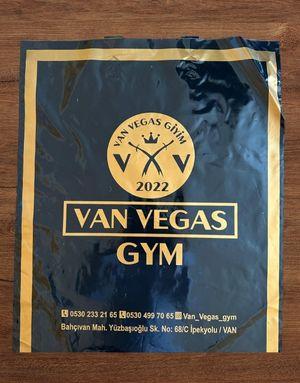 VAN VEGAS GİYİM
V V
2022
VAN VEGAS
GYM
0530 233 21 65 0530 499 70 65 Van_Vegas_gym
Bahçıvan Mah. Yüzbaşıoğlu Sk. No: 68/C İpekyolu / VAN